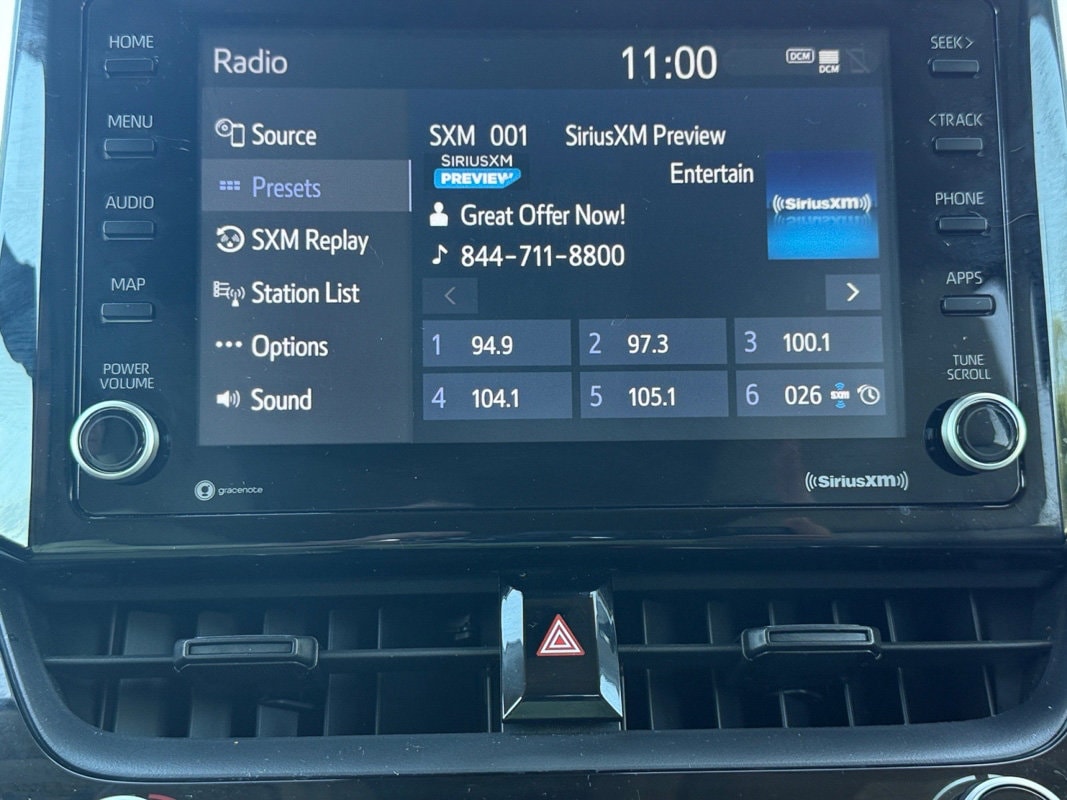 HOME
MENU
AUDIO
MAP
POWER
VOLUME
Radio
11:00
DCM
DCM
Source
Presets
SXM Replay
Station List
Options
Sound
SXM 001 SiriusXM Preview
SIRIUSXM
PREVIEW
Entertain
((SiriusXM))
Great Offer Now!
844-711-8800
<
>
1 94.9
2 97.3
3 100.1
4 104.1
5 105.1
6 026 SXM
SEEK >
< TRACK
PHONE
APPS
TUNE
SCROLL
gracenote
((SiriusXM))